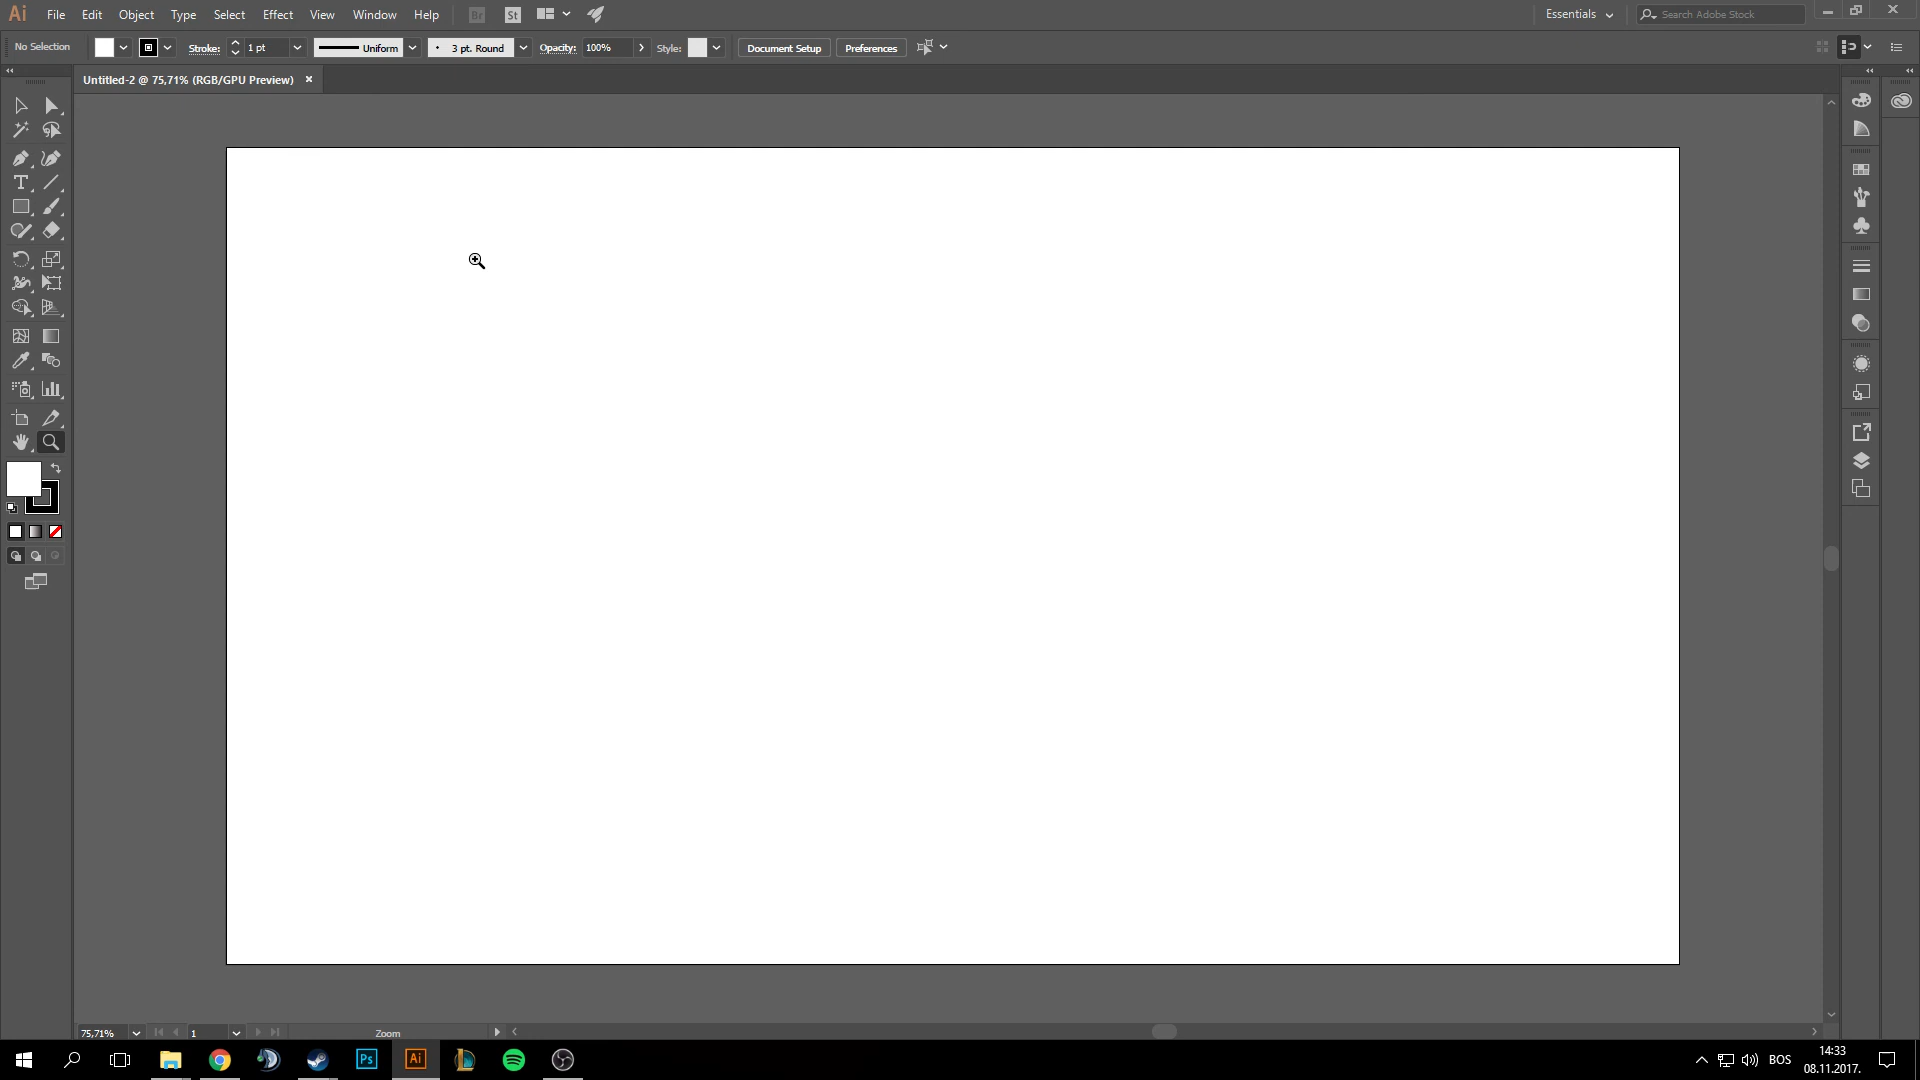 Ai File Edit Object Type Select Effect View Window Help Br St Essentials Search Adobe Stock
No Selection Stroke: 1 pt Uniform 3 pt. Round Opacity: 100% Style: Document Setup Preferences
Untitled-2 @ 75,71% (RGB/GPU Preview)
T
75,71% 1 Zoom
Ps Ai BOS 14:33
08.11.2017.